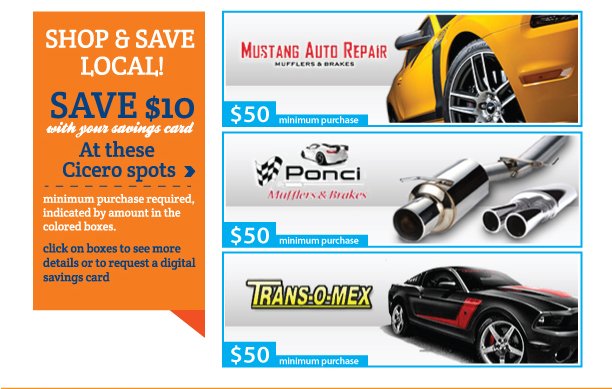 SHOP & SAVE
LOCAL!
SAVE $10
with your savings card
At these
Cicero spots ›
minimum purchase required,
indicated by amount in the
colored boxes.
click on boxes to see more
details or to request a digital
savings card
MUSTANG AUTO REPAIR
MUFFLERS & BRAKES
$50 minimum purchase
Ponci
Mufflers & Brakes
$50 minimum purchase
TRANS-O-MEX
$50 minimum purchase